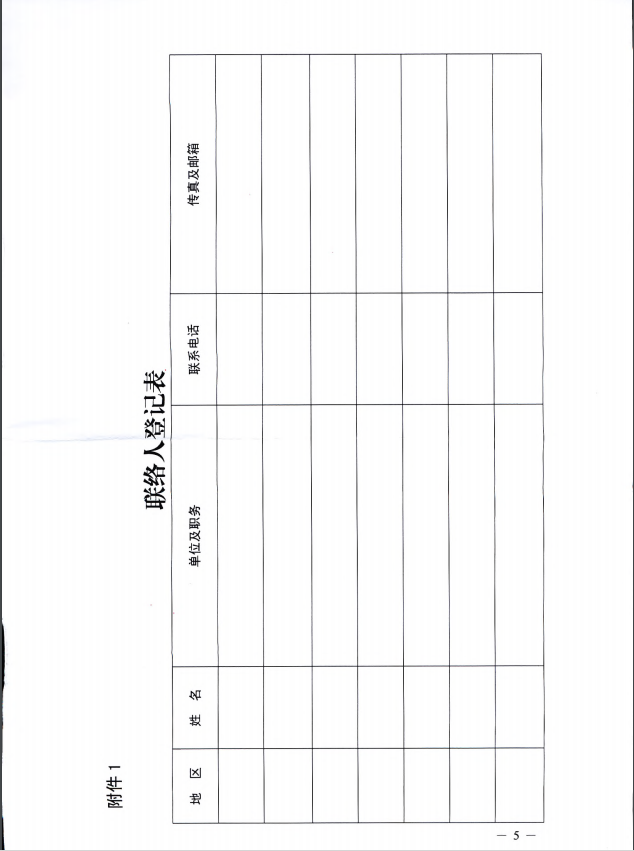 附件1
联络人登记表
地 区
姓 名
单位及职务
联系电话
传真及邮箱
— 5 —